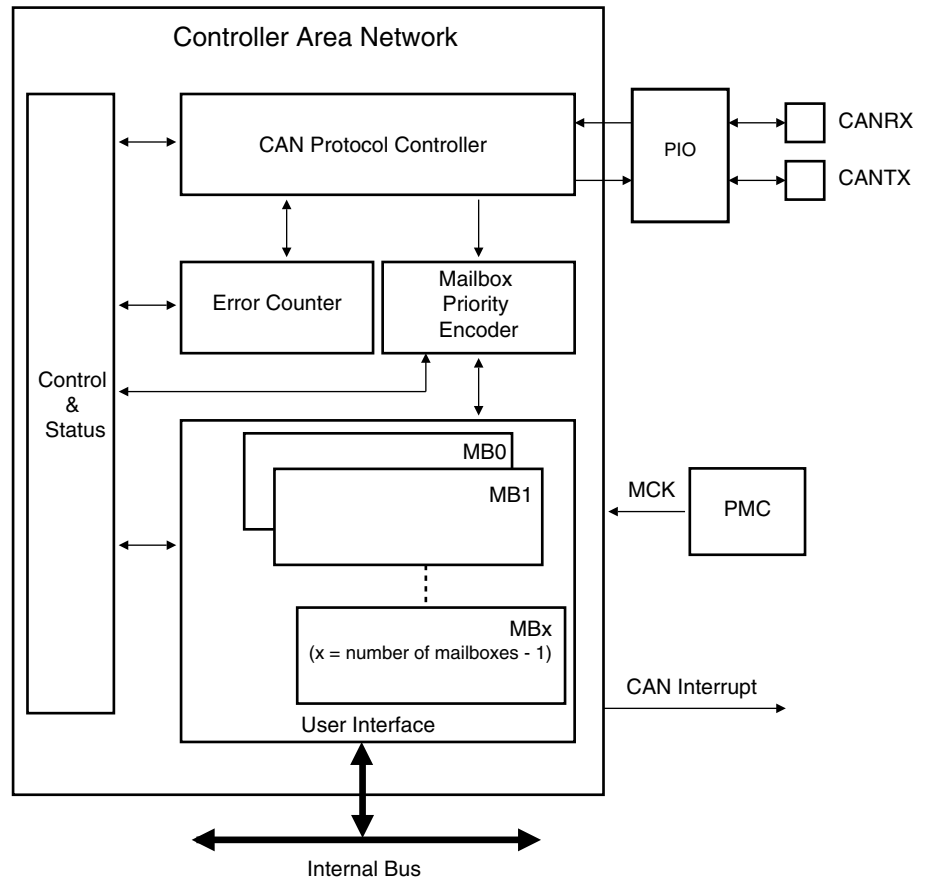 Controller Area Network
CAN Protocol Controller
PIO
CANRX
CANTX
Error Counter
Mailbox
Priority
Encoder
Control
&
Status
MB0
MB1
MCK
PMC
MBx
(x = number of mailboxes - 1)
CAN Interrupt
User Interface
Internal Bus